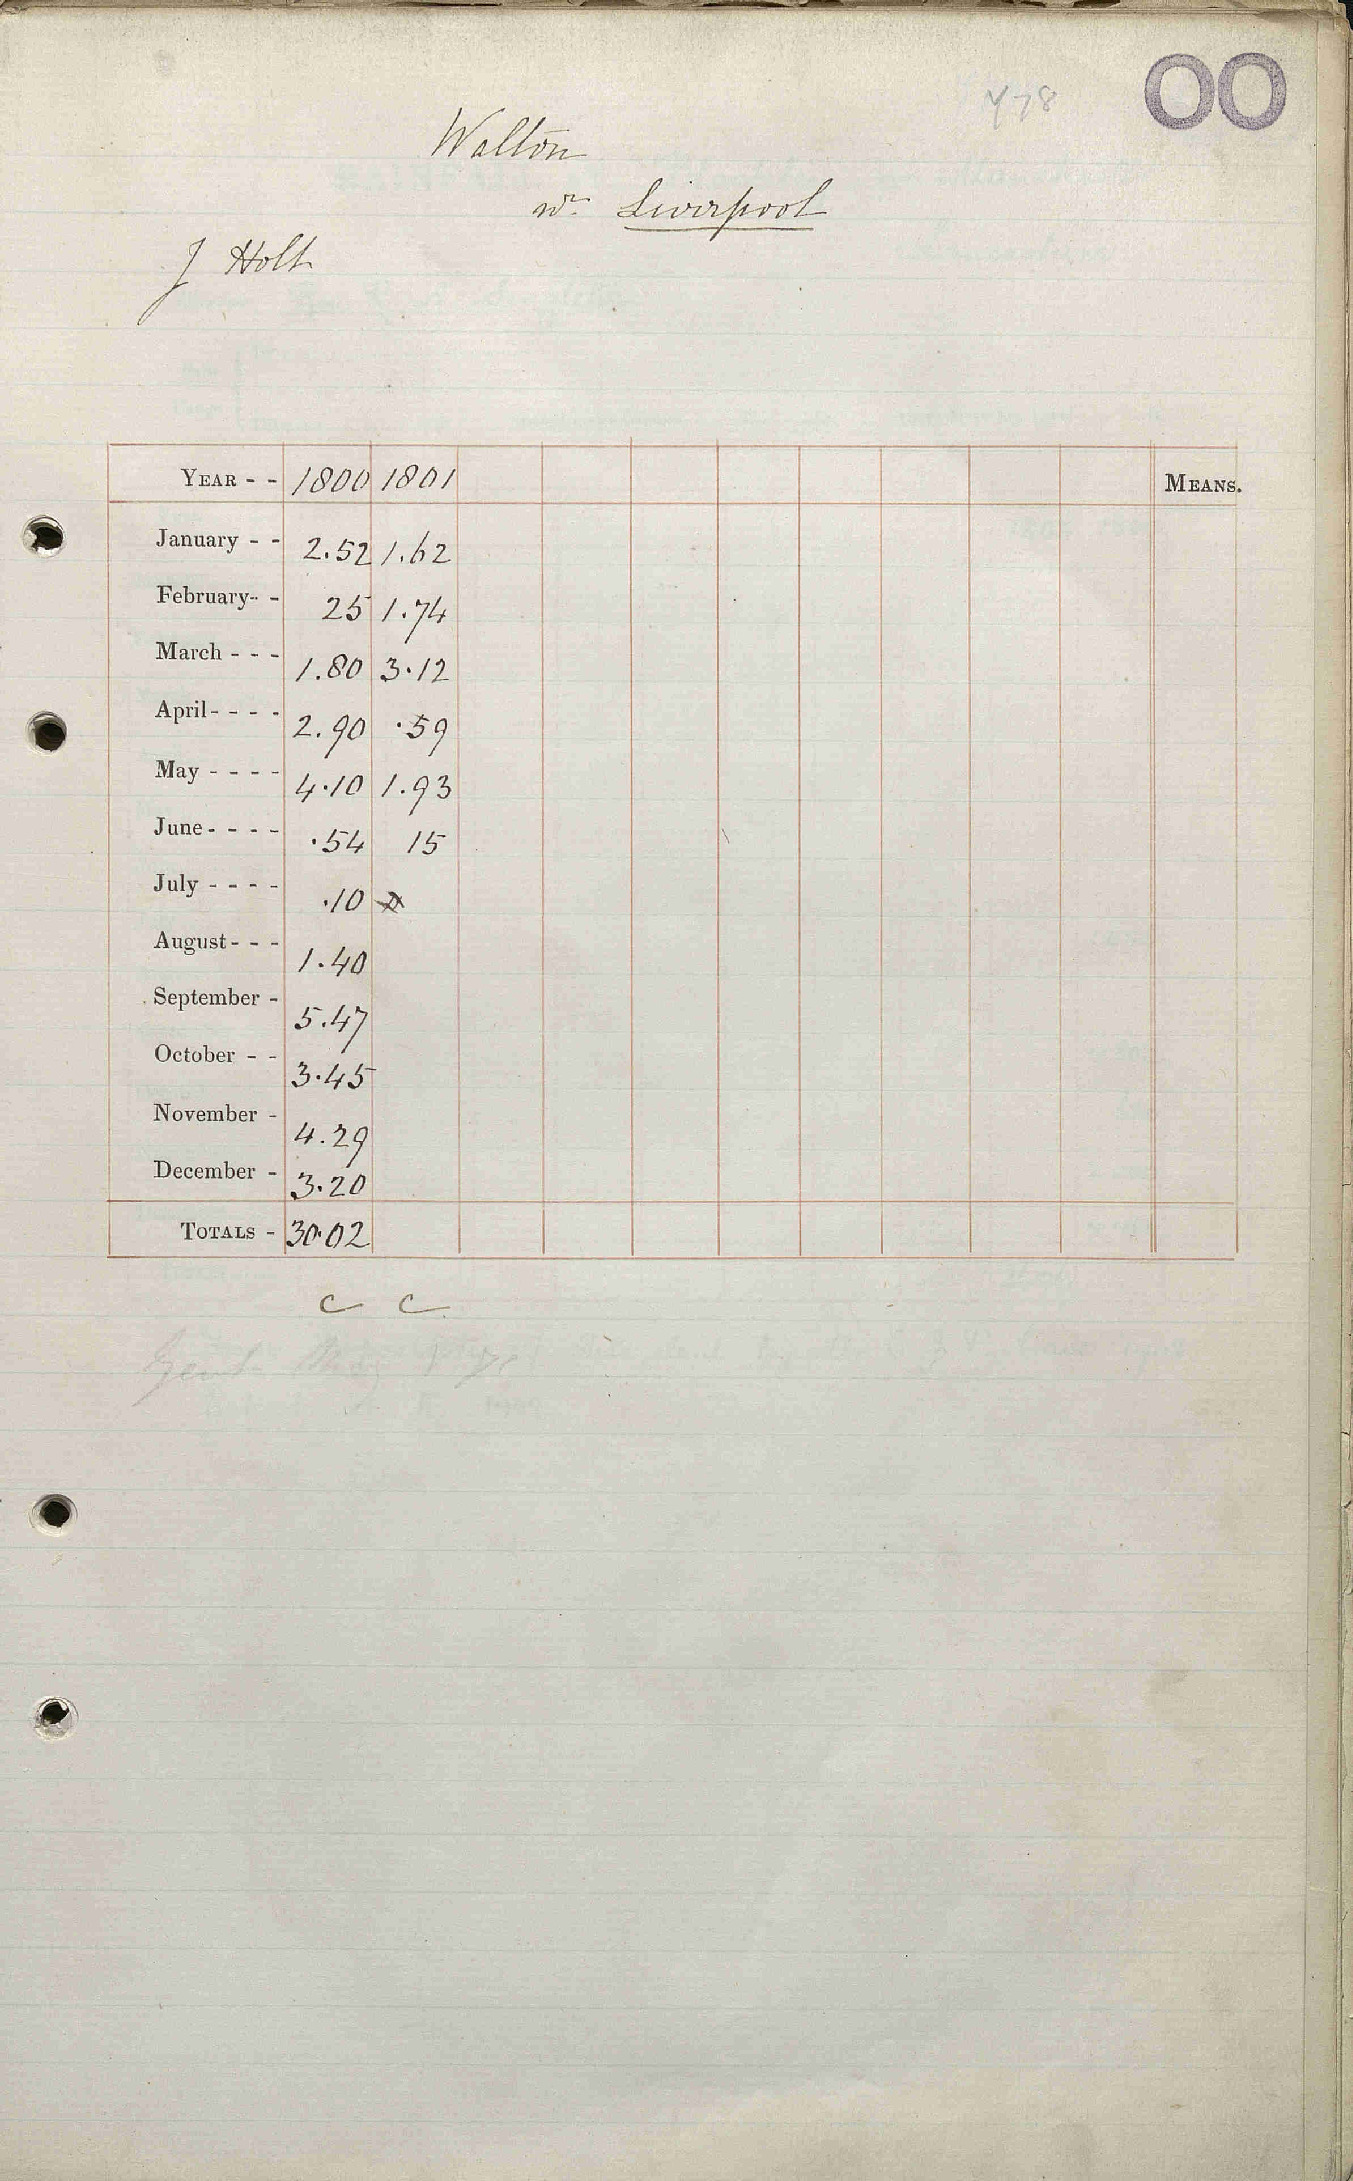 OO
478
Walton
nr. Liverpool
J Holt
YEAR - - 1800 1801 MEANS.
January - - 2.52 1.62
February - - 25 1.74
March - - - 1.80 3.12
April - - - - 2.90 .59
May - - - - 4.10 1.93
June - - - - .54 15
July - - - - .10
August - - - 1.40
September - 5.47
October - - 3.45
November - 4.29
December - 3.20
TOTALS - 30.02
c c